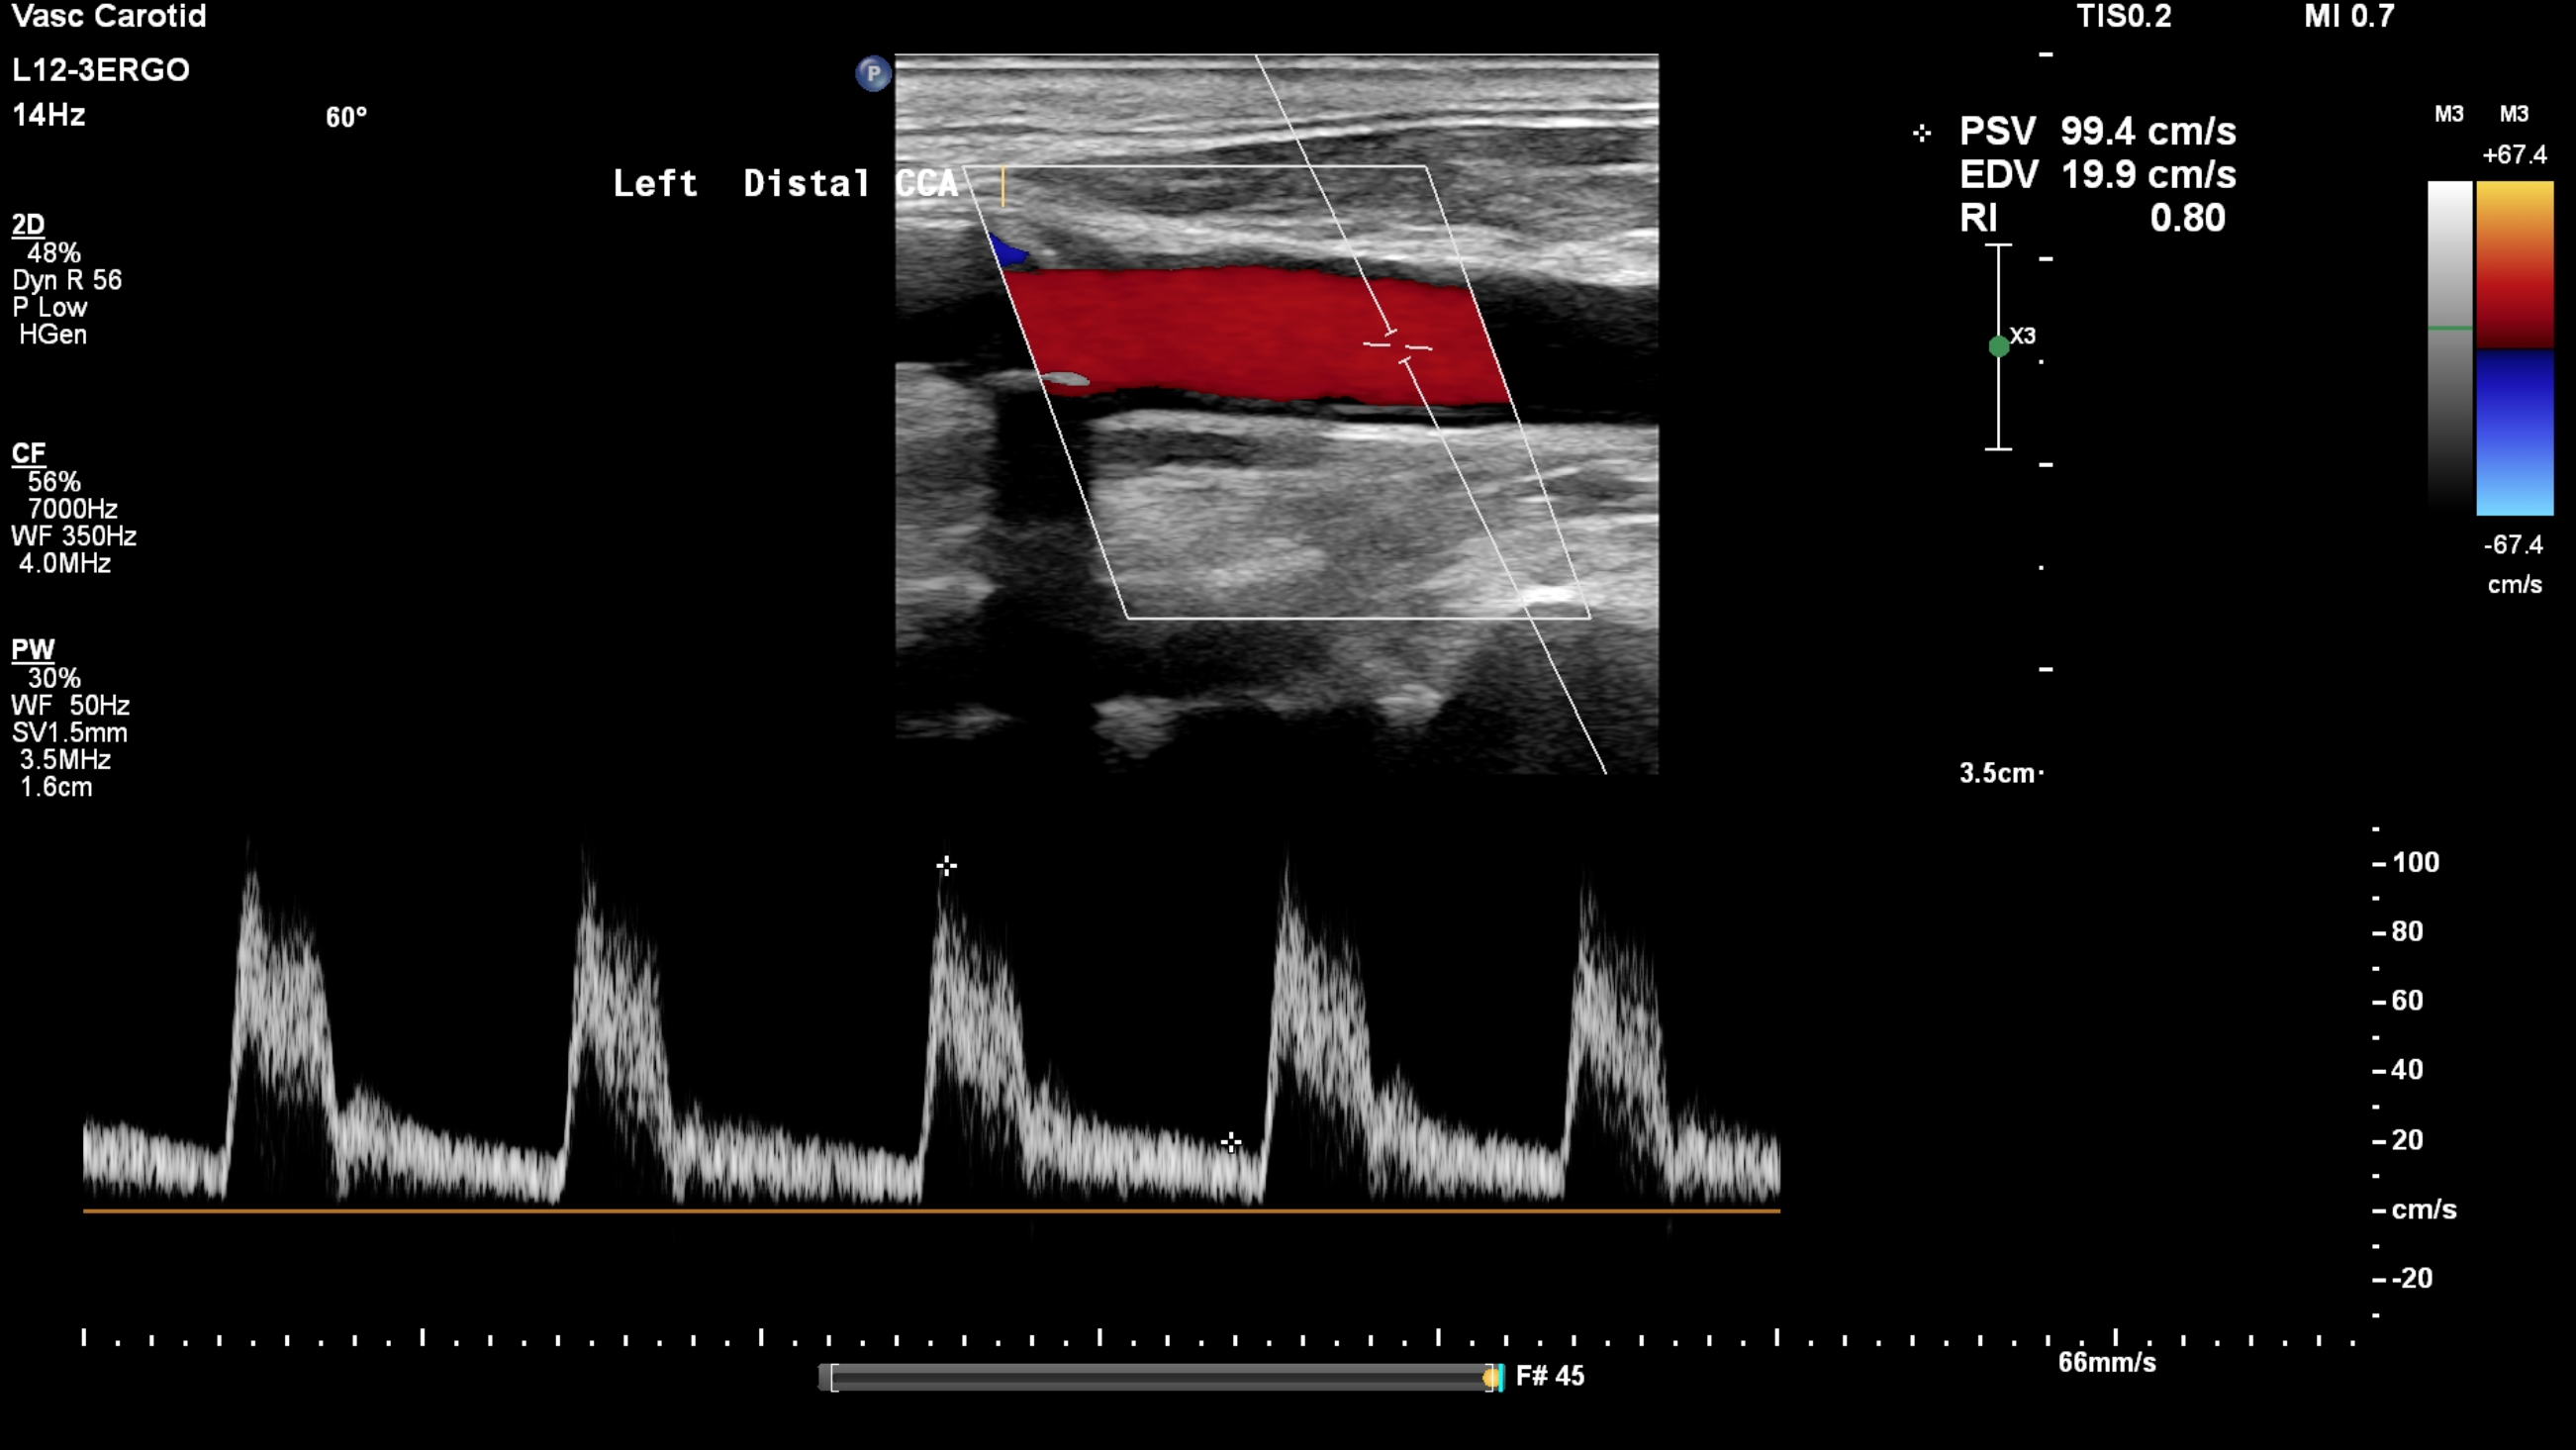 Vasc Carotid
TIS0.2 MI 0.7
L12-3ERGO
14Hz
60°
P
Left Distal CCA
2D
48%
Dyn R 56
P Low
HGen
CF
56%
7000Hz
WF 350Hz
4.0MHz
PW
30%
WF 50Hz
SV1.5mm
3.5MHz
1.6cm
PSV 99.4 cm/s
EDV 19.9 cm/s
RI 0.80
X3
3.5cm
M3 M3
+67.4
-67.4
cm/s
100
80
60
40
20
cm/s
-20
66mm/s
F# 45